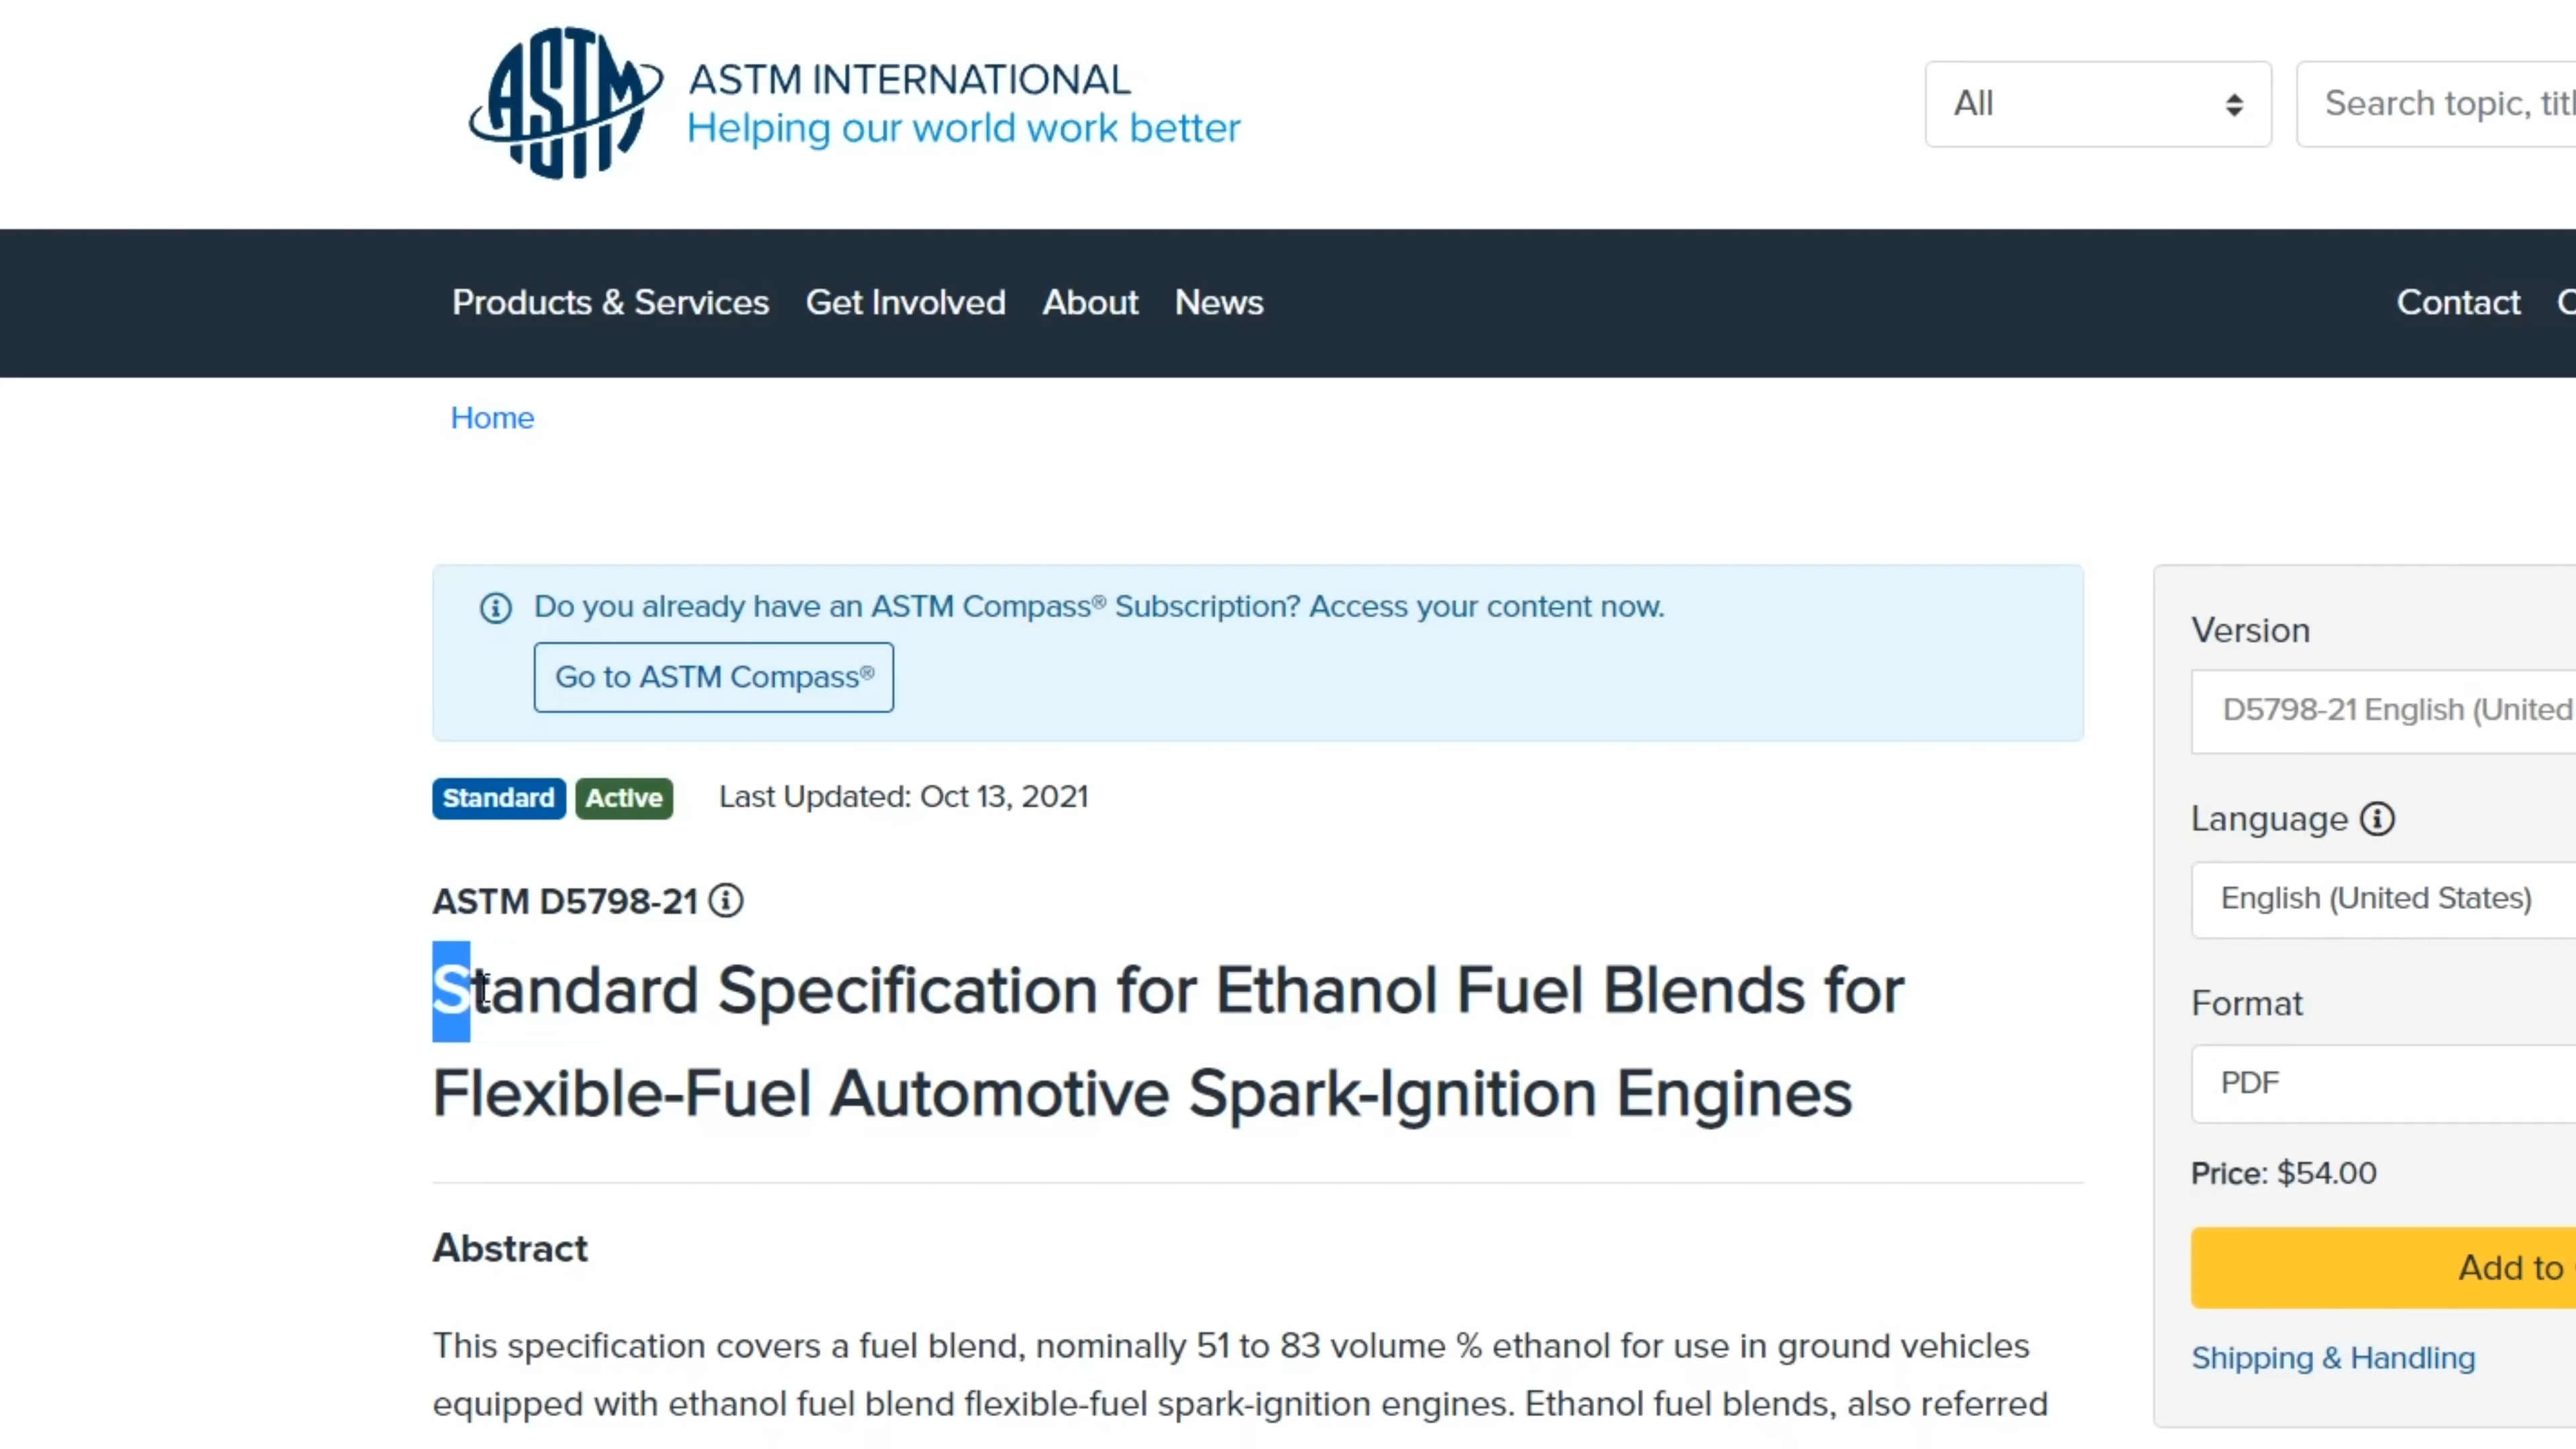 ASTM
ASTM INTERNATIONAL
Helping our world work better
All
Search topic,
Products & Services Get Involved About News
Contact
Home
Do you already have an ASTM Compass® Subscription? Access your content now.
Go to ASTM Compass®
Standard Active Last Updated: Oct 13, 2021
ASTM D5798-21
Standard Specification for Ethanol Fuel Blends for
Flexible-Fuel Automotive Spark-Ignition Engines
Abstract
This specification covers a fuel blend, nominally 51 to 83 volume % ethanol for use in ground vehicles
equipped with ethanol fuel blend flexible-fuel spark-ignition engines. Ethanol fuel blends, also referred
Version
D5798-21 English (United
Language
English (United States)
Format
PDF
Price: $54.00
Add to
Shipping & Handling